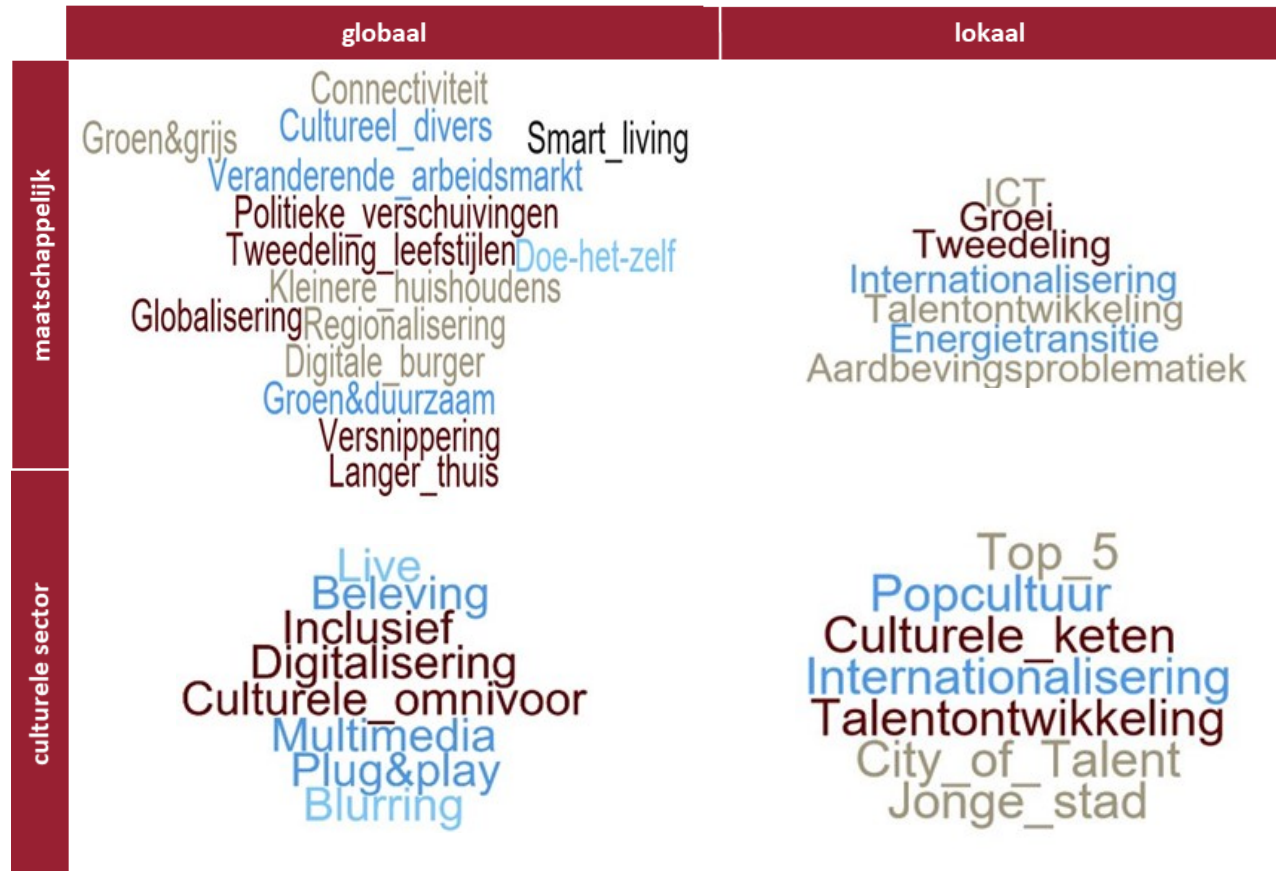 globaal
lokaal
maatschappelijk
Connectiviteit
Cultureel_divers
Groen&grijs
Smart_living
Veranderende_arbeidsmarkt
Politieke_verschuivingen
Tweedeling_leefstijlen
Doe-het-zelf
Kleinere_huishoudens
Globalisering
Regionalisering
Digitale_burger
Groen&duurzaam
Versnippering
Langer_thuis
ICT
Groei
Tweedeling
Internationalisering
Talentontwikkeling
Energietransitie
Aardbevingsproblematiek
culturele sector
Live
Beleving
Inclusief
Digitalisering
Culturele_omnivoor
Multimedia
Plug&play
Blurring
Top_5
Popcultuur
Culturele_keten
Internationalisering
Talentontwikkeling
City_of_Talent
Jonge_stad